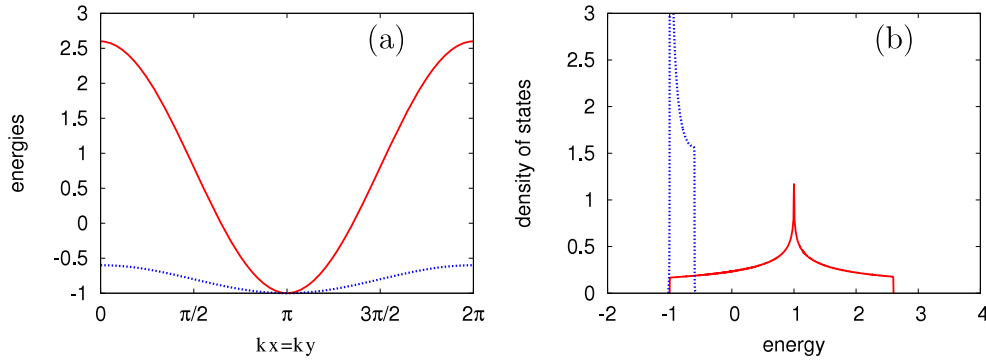 (a)
energies
3
2.5
2
1.5
1
0.5
0
-0.5
-1
0
π/2
π
3π/2
2π
kx=ky
(b)
density of states
3
2.5
2
1.5
1
0.5
0
-2
-1
0
1
2
3
4
energy